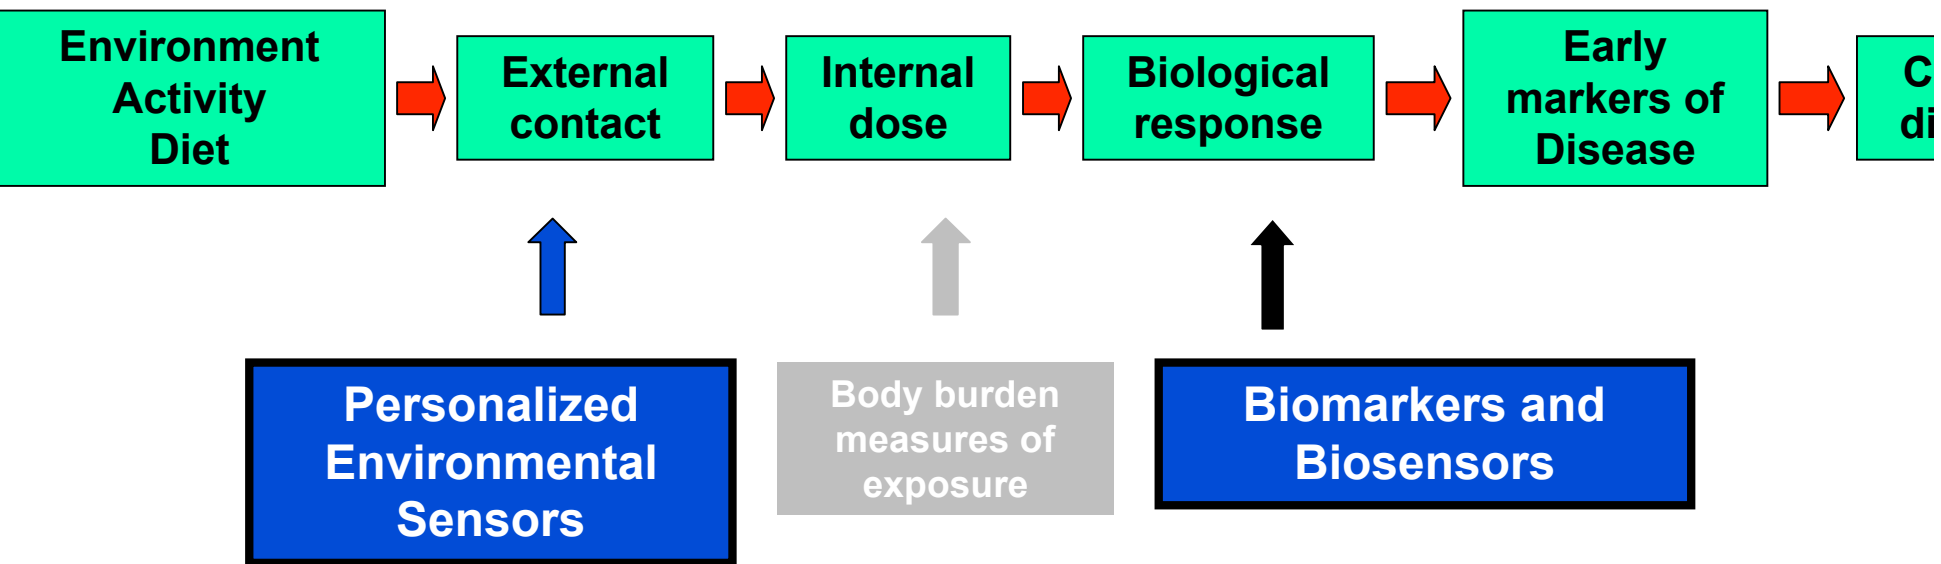 Environment
Activity
Diet
External
contact
Internal
dose
Biological
response
Early
markers of
Disease
Personalized
Environmental
Sensors
Body burden
measures of
exposure
Biomarkers and
Biosensors